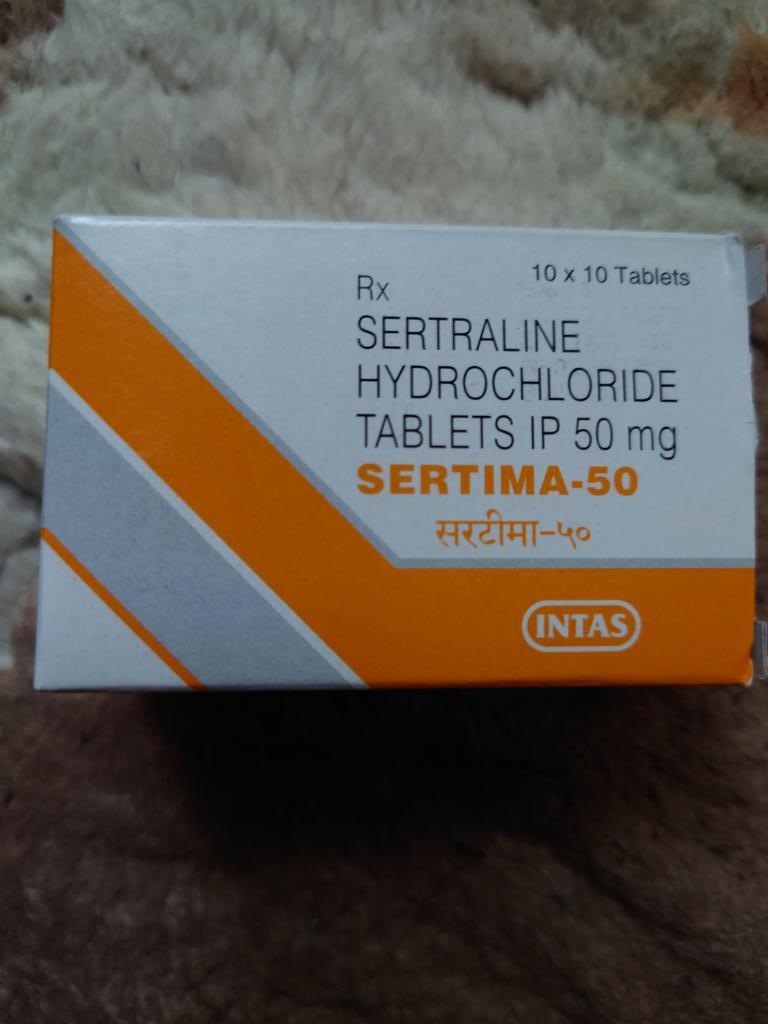 10 x 10 Tablets
Rx
SERTRALINE
HYDROCHLORIDE
TABLETS IP 50 mg
SERTIMA-50
सरटीमा-५०
INTAS